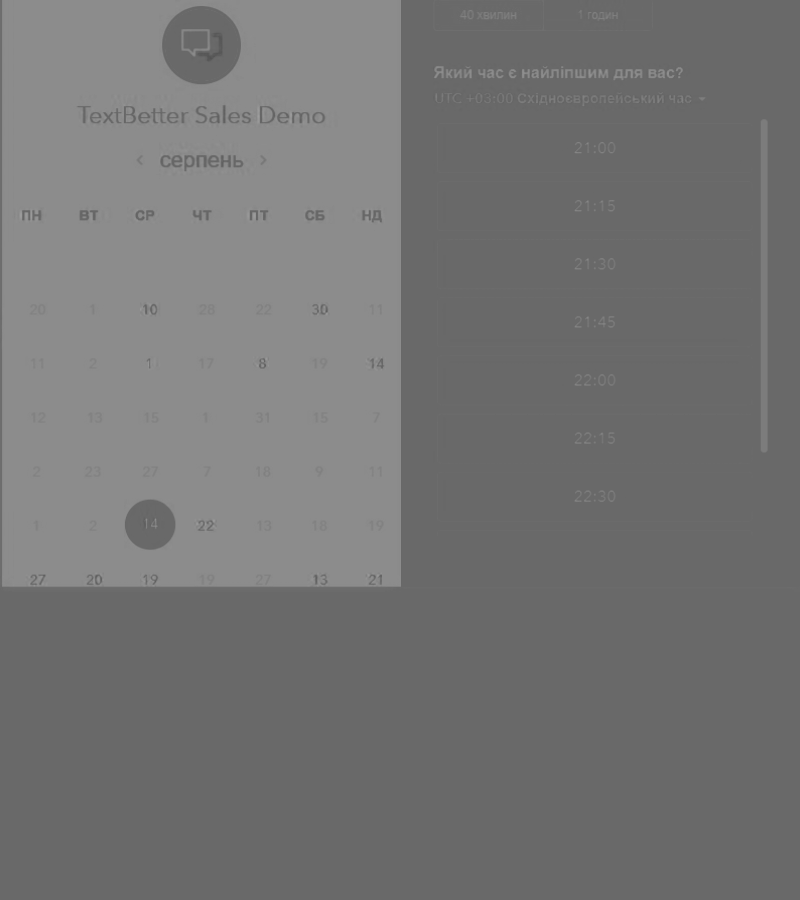 TextBetter Sales Demo
< серпень >
ПН ВТ СР ЧТ ПТ СБ НД
20 1 10 28 22 30 11
11 2 1 17 8 19 14
12 13 15 1 31 15 7
2 23 27 7 18 9 11
1 2 14 22 13 18 19
27 20 19 19 27 13 21
40 хвилин 1 годин
Який час є найліпшим для вас?
UTC +03:00 Східноєвропейський час
21:00
21:15
21:30
21:45
22:00
22:15
22:30